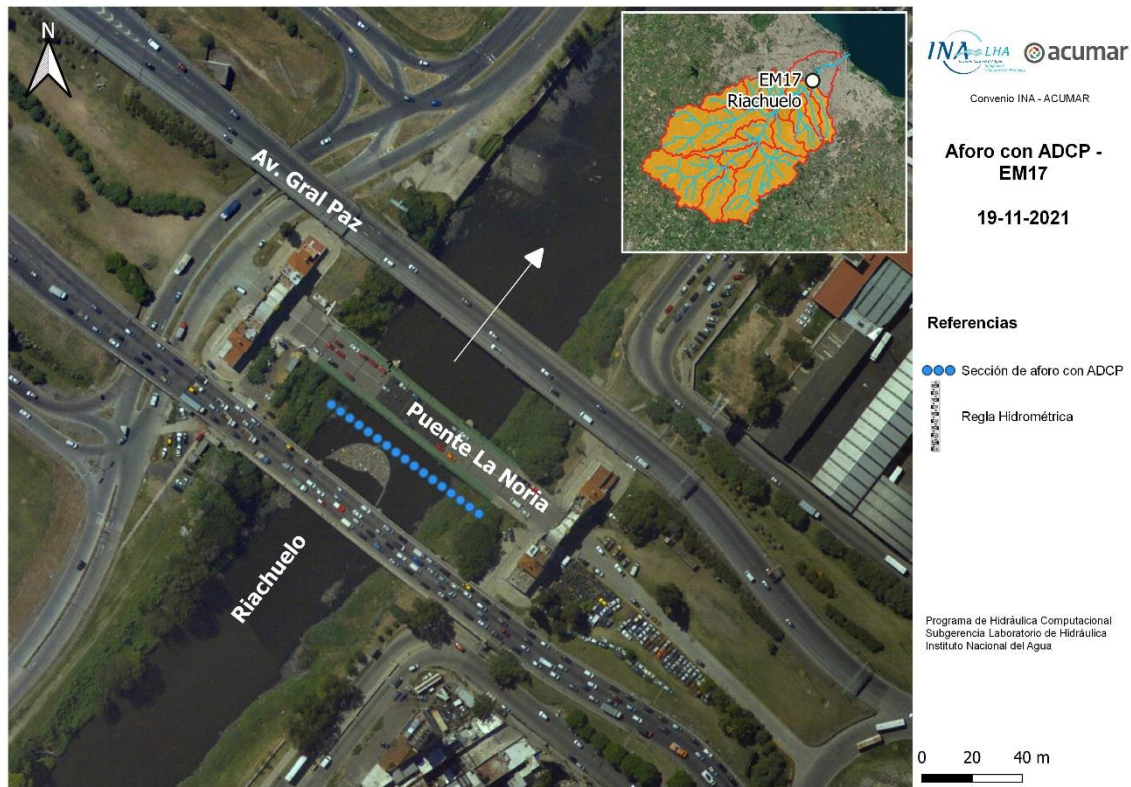 N
Av. Gral Paz
Puente La Noria
Riachuelo
EM17
Riachuelo
INA LHA
acumar
Convenio INA - ACUMAR
Aforo con ADCP -
EM17
19-11-2021
Referencias
Sección de aforo con ADCP
Regla Hidrométrica
Programa de Hidráulica Computacional
Subgerencia Laboratorio de Hidráulica
Instituto Nacional del Agua
0 20 40 m